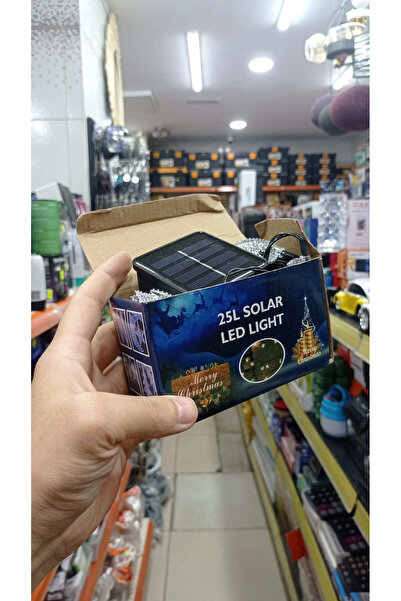 25L SOLAR
LED LIGHT
Merry
Christmas